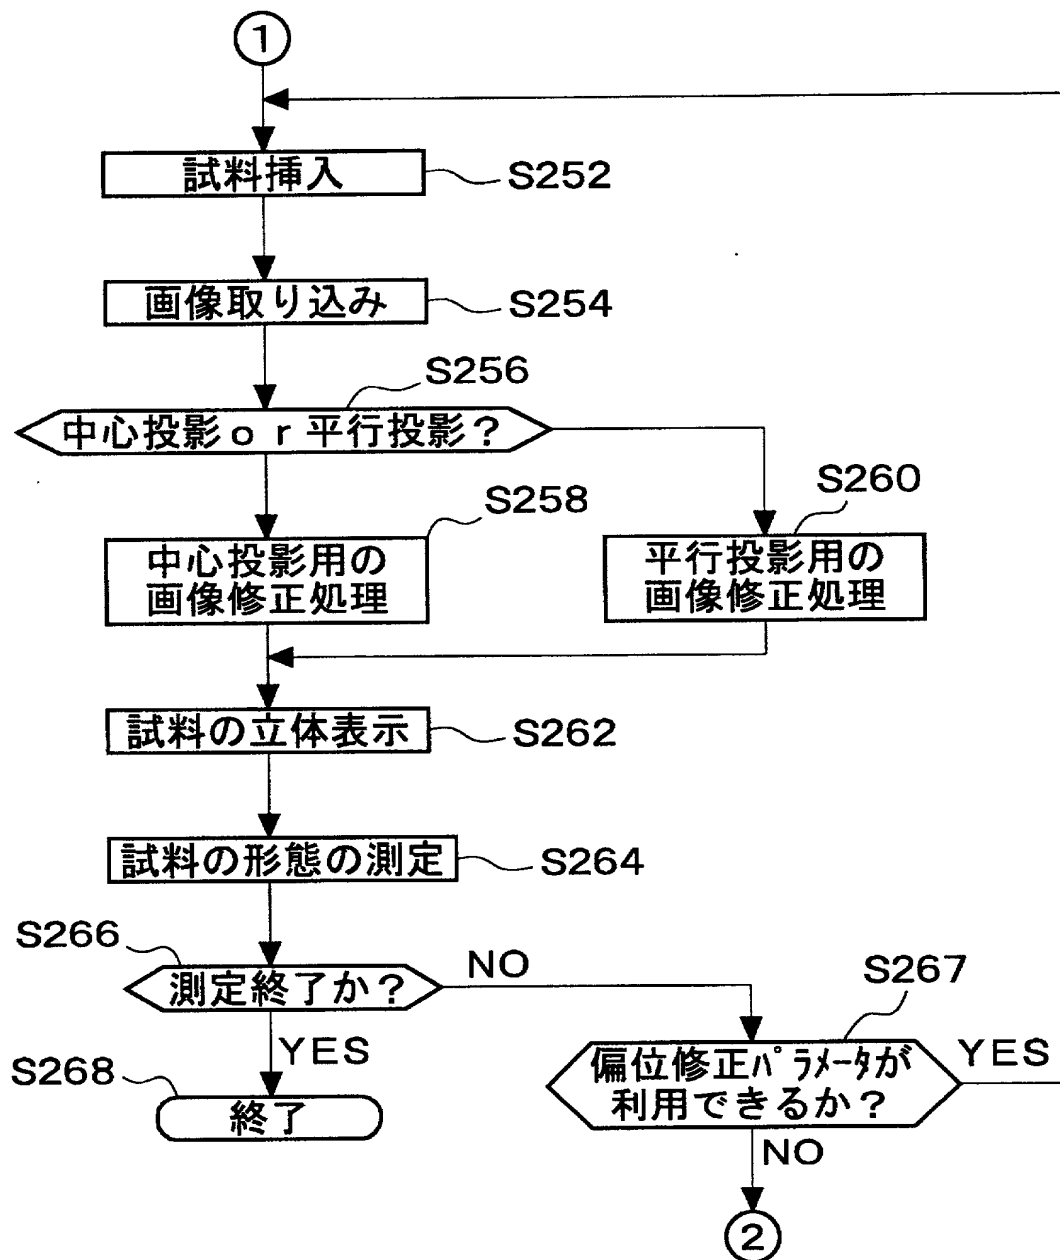 ①
試料挿入
S252
画像取り込み
S254
S256
中心投影or平行投影？
S258
中心投影用の
画像修正処理
S260
平行投影用の
画像修正処理
試料の立体表示
S262
試料の形態の測定
S264
S266
測定終了か？
NO
YES
S268
終了
S267
偏位修正ﾊﾟﾗﾒｰﾀが
利用できるか？
YES
NO
②